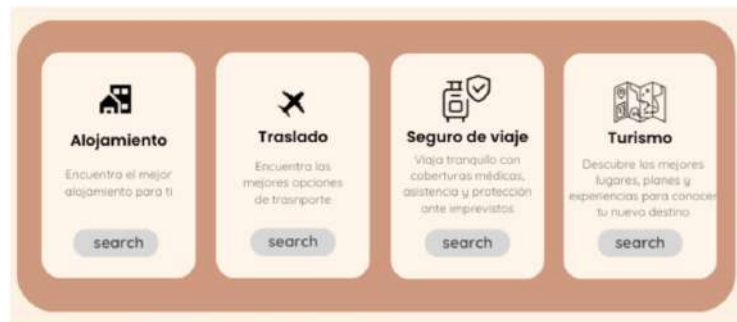 Alojamiento
Encuentra el mejor
alojamiento para ti
search
Traslado
Encuentra las
mejores opciones
de trasnporte
search
Seguro de viaje
Viaja tranquilo con
coberturas médicas,
asistencia y protección
ante imprevistos
search
Turismo
Descubre los mejores
lugares, planes y
experiencias para conocer
tu nuevo destino
search